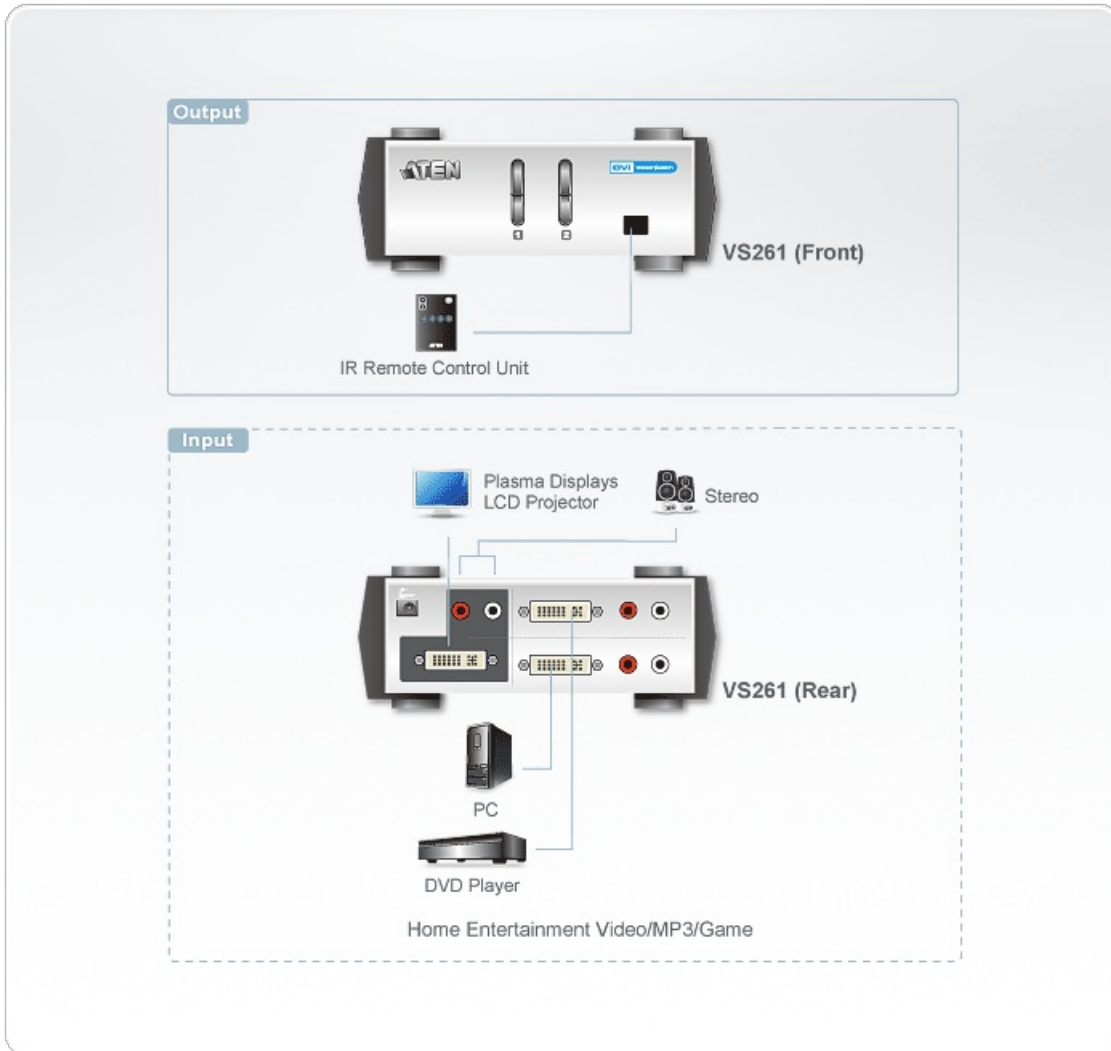 Output
ATEN
1
2
VS261 (Front)
IR Remote Control Unit
Input
Plasma Displays
LCD Projector
Stereo
VS261 (Rear)
PC
DVD Player
Home Entertainment Video/MP3/Game